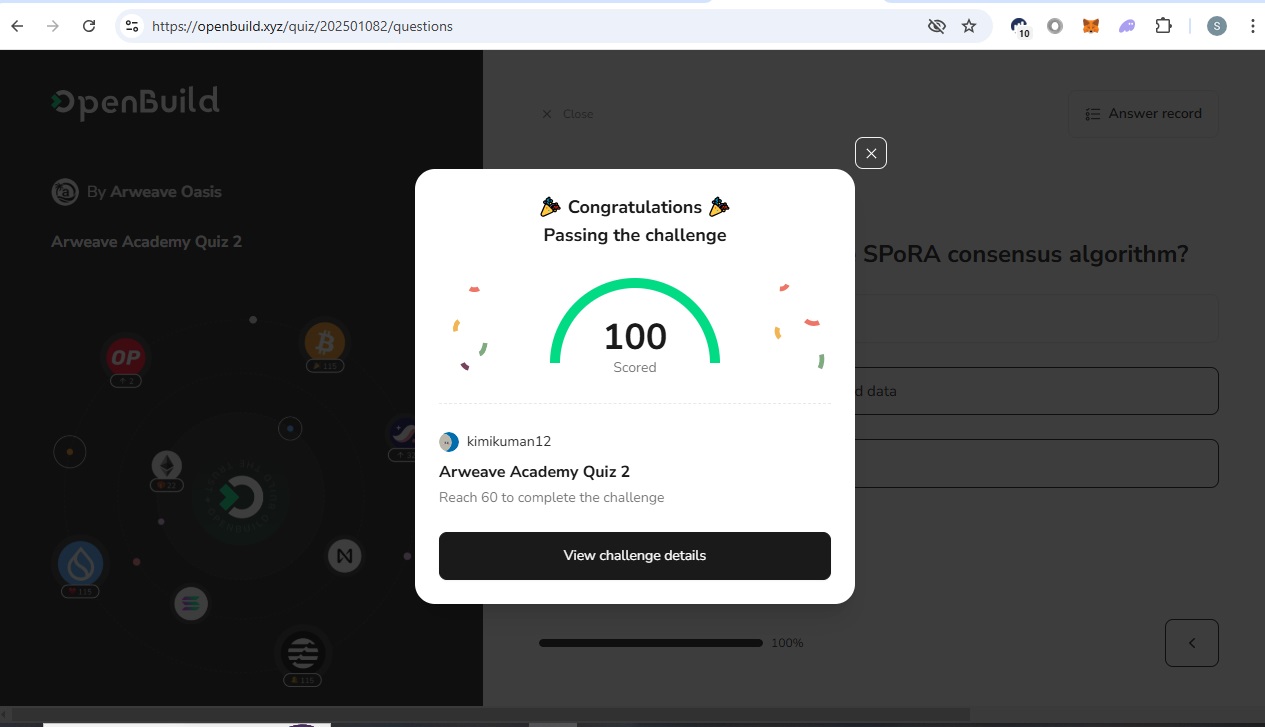 https://openbuild.xyz/quiz/202501082/questions
10
S
OpenBuild
Close
Answer record
By Arweave Oasis
Arweave Academy Quiz 2
SPoRA consensus algorithm?
d data
OP
2
115
22
115
115
Congratulations
Passing the challenge
100
Scored
kimikuman12
Arweave Academy Quiz 2
Reach 60 to complete the challenge
View challenge details
100%